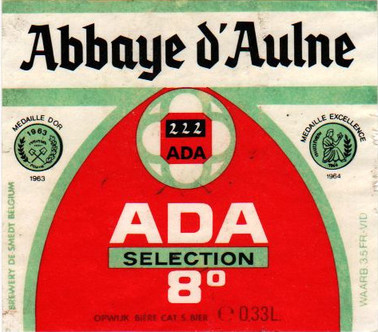 Abbaye d'Aulne
MEDAILLE D'OR
1963
1963
222
ADA
MEDAILLE EXCELLENCE
1964
ADA
SELECTION
8°
BREWERY DE SMEDT BELGIUM
WAARB. 3.5 FR-VID
OPWIJK BIERE CAT S BIER ℮ 0,33L